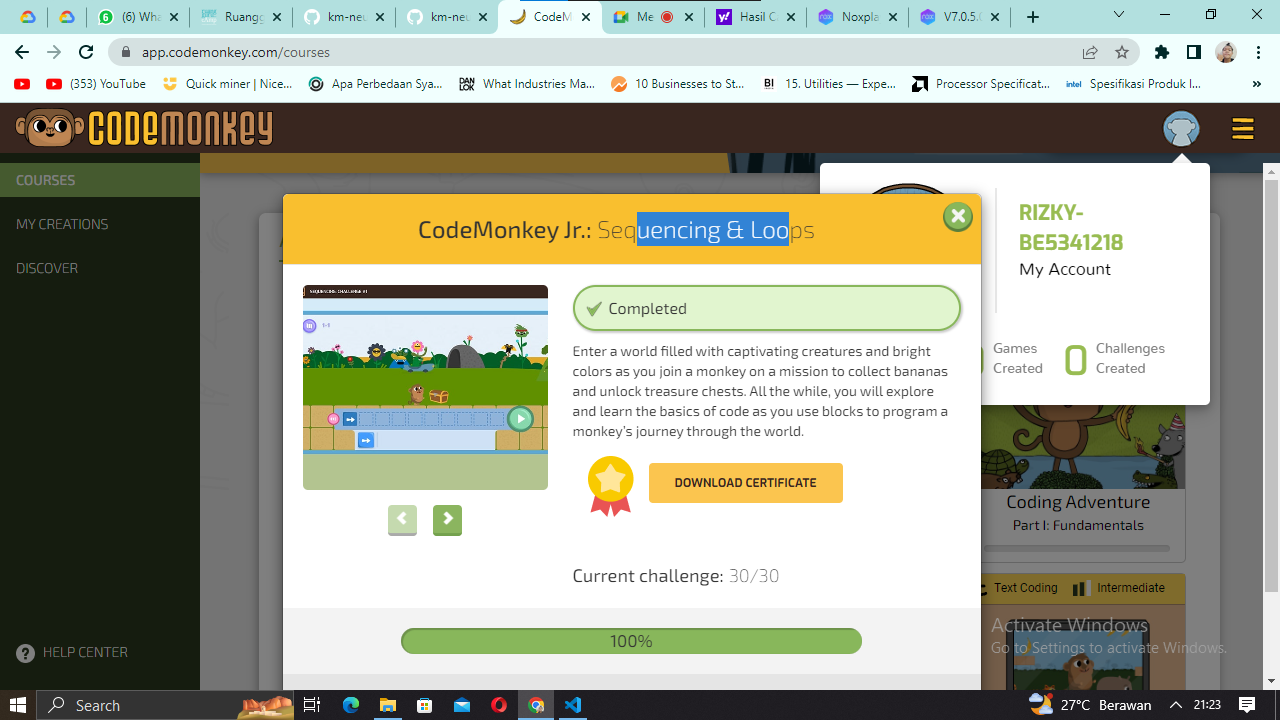 (6) Wha
Ruangg
km-neu
km-neu
CodeM
Me
Hasil C
Noxpla
V7.0.5.
app.codemonkey.com/courses
(353) YouTube
Quick miner | Nice...
Apa Perbedaan Sya...
DAN LOK
What Industries Ma...
10 Businesses to St...
BI
15. Utilities — Expe...
Processor Specificat...
intel
Spesifikasi Produk I...
»
CODEMONKEY
COURSES
MY CREATIONS
DISCOVER
HELP CENTER
RIZKY-
BE5341218
My Account
Games
Created
0
Challenges
Created
CodeMonkey Jr.: Sequencing & Loops
SEQUENCING CHALLENGE #1
Completed
Enter a world filled with captivating creatures and bright
colors as you join a monkey on a mission to collect bananas
and unlock treasure chests. All the while, you will explore
and learn the basics of code as you use blocks to program a
monkey's journey through the world.
DOWNLOAD CERTIFICATE
Current challenge: 30/30
100%
Coding Adventure
Part I: Fundamentals
Text Coding
Intermediate
Activate Windows
Go to Settings to activate Windows.
Search
27°C Berawan
21:23